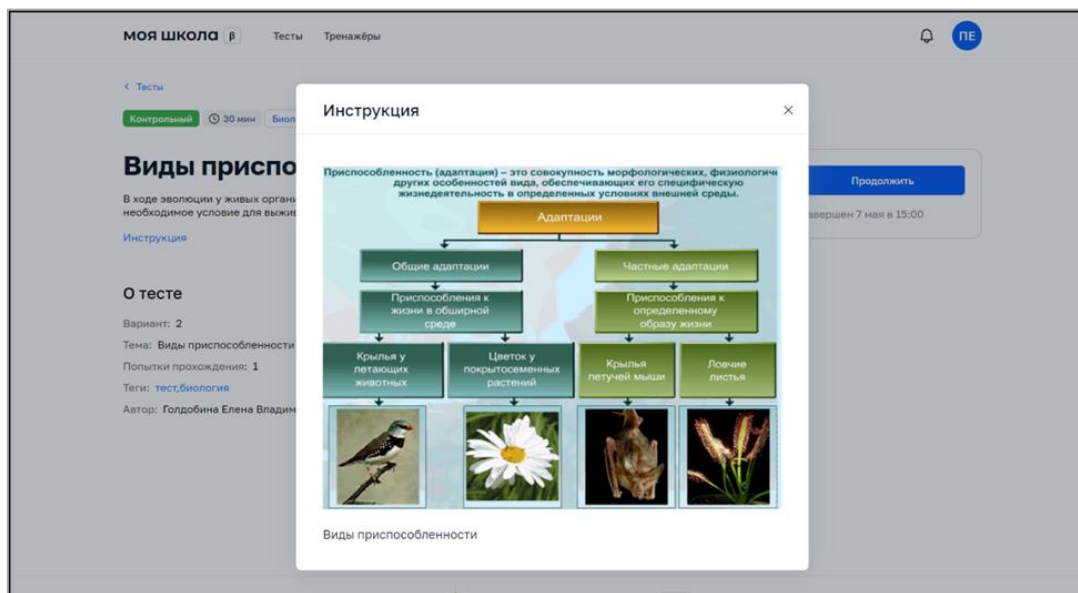 МОЯ ШКОЛА β Тесты Тренажёры ПЕ
< Тесты
Контрольный 30 мин Биол
Виды приспо
В ходе эволюции у живых органи
необходимое условие для выжив
Инструкция
О тесте
Вариант: 2
Тема: Виды приспособленности
Попытки прохождения: 1
Теги: тест,биология
Автор: Голдобина Елена Владим
Инструкция
Приспособленность (адаптация) – это совокупность морфологических, физиологиче
других особенностей вида, обеспечивающих его специфическую
жизнедеятельность в определенных условиях внешней среды.
Адаптации
Общие адаптации
Частные адаптации
Приспособления к
жизни в обширной
среде
Приспособления к
определенному
образу жизни
Крылья у
летающих
животных
Цветок у
покрытосеменных
растений
Крылья
летучей мыши
Ловчие
листья
Виды приспособленности
Продолжить
авершен 7 мая в 15:00